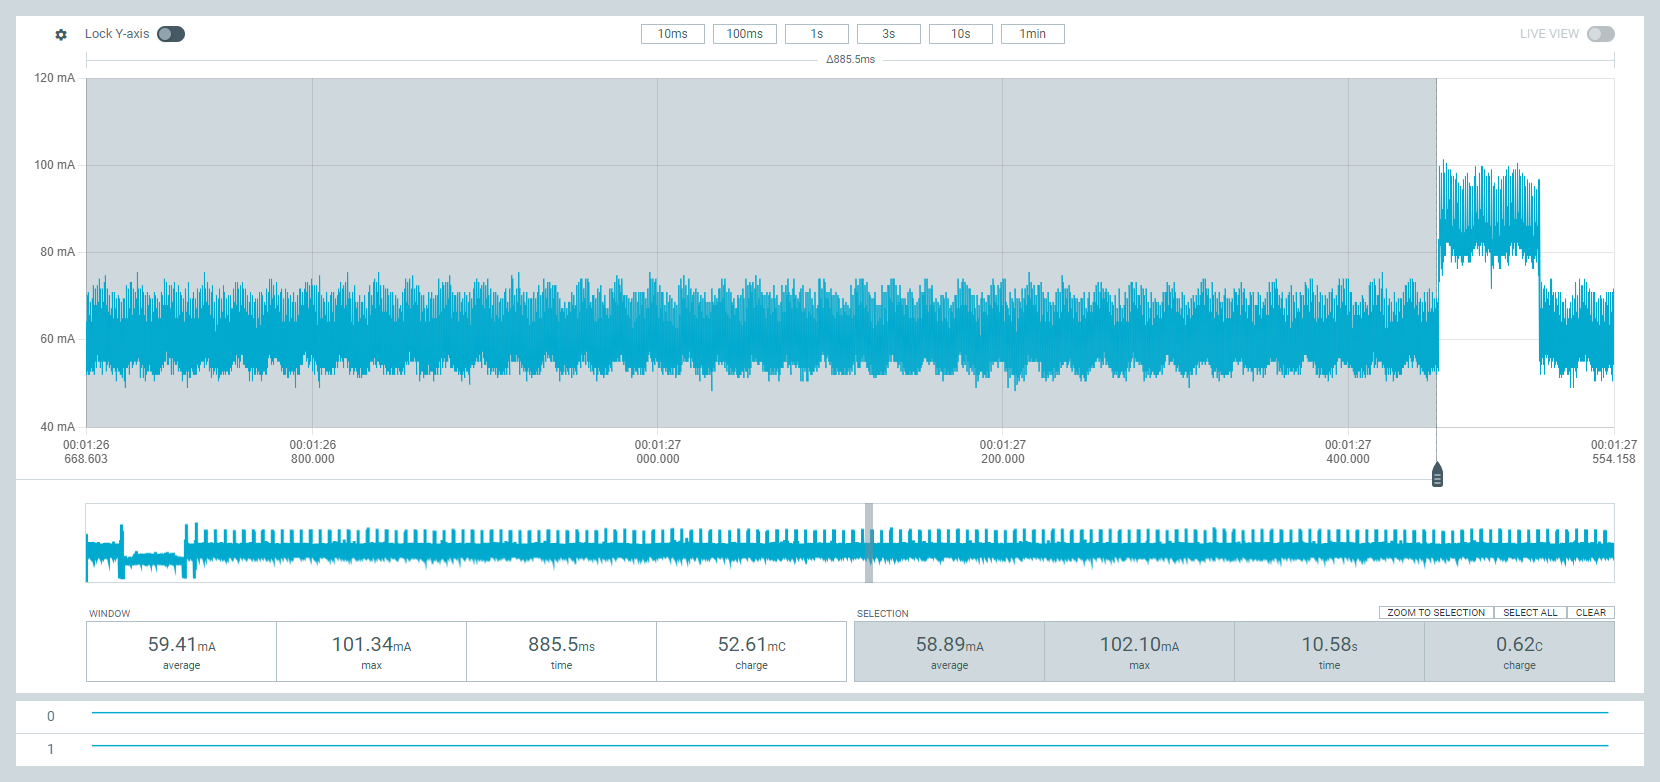 Lock Y-axis 10ms 100ms 1s 3s 10s 1min LIVE VIEW
Δ885.5ms
120 mA
100 mA
80 mA
60 mA
40 mA
00:01:26 00:01:26 00:01:27 00:01:27 00:01:27 00:01:27
668.603 800.000 000.000 200.000 400.000 554.158
WINDOW SELECTION ZOOM TO SELECTION SELECT ALL CLEAR
59.41mA 101.34mA 885.5ms 52.61mC 58.89mA 102.10mA 10.58s 0.62C
average max time charge average max time charge
0
1